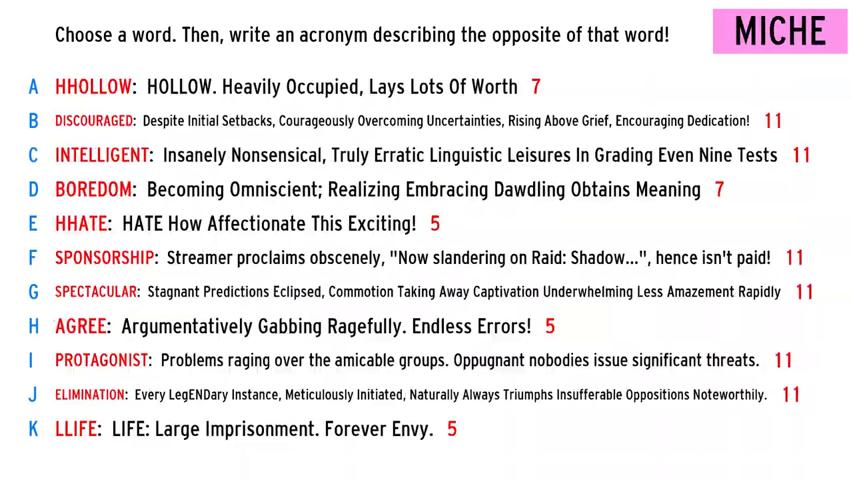 Choose a word. Then, write an acronym describing the opposite of that word!
MICHE
A HHOLLOW: HOLLOW. Heavily Occupied, Lays Lots Of Worth 7
B DISCOURAGED: Despite Initial Setbacks, Courageously Overcoming Uncertainties, Rising Above Grief, Encouraging Dedication! 11
C INTELLIGENT: Insanely Nonsensical, Truly Erratic Linguistic Leisures In Grading Even Nine Tests 11
D BOREDOM: Becoming Omniscient; Realizing Embracing Dawdling Obtains Meaning 7
E HHATE: HATE How Affectionate This Exciting! 5
F SPONSORSHIP: Streamer proclaims obscenely, "Now slandering on Raid: Shadow...", hence isn't paid! 11
G SPECTACULAR: Stagnant Predictions Eclipsed, Commotion Taking Away Captivation Underwhelming Less Amazement Rapidly 11
H AGREE: Argumentatively Gabbing Ragefully. Endless Errors! 5
I PROTAGONIST: Problems raging over the amicable groups. Oppugnant nobodies issue significant threats. 11
J ELIMINATION: Every LegENDary Instance, Meticulously Initiated, Naturally Always Triumphs Insufferable Oppositions Noteworthily. 11
K LLIFE: LIFE: Large Imprisonment. Forever Envy. 5